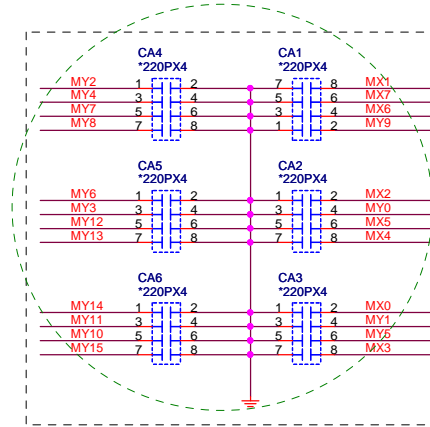 CA4 CA1
*220PX4 *220PX4
MY2 1 2 7 8 MX1
MY4 3 4 5 6 MX7
MY7 5 6 3 4 MX6
MY8 7 8 1 2 MY9
CA5 CA2
*220PX4 *220PX4
MY6 1 2 1 2 MX2
MY3 3 4 3 4 MY0
MY12 5 6 5 6 MX5
MY13 7 8 7 8 MX4
CA6 CA3
*220PX4 *220PX4
MY14 1 2 1 2 MX0
MY11 3 4 3 4 MY1
MY10 5 6 5 6 MY5
MY15 7 8 7 8 MX3